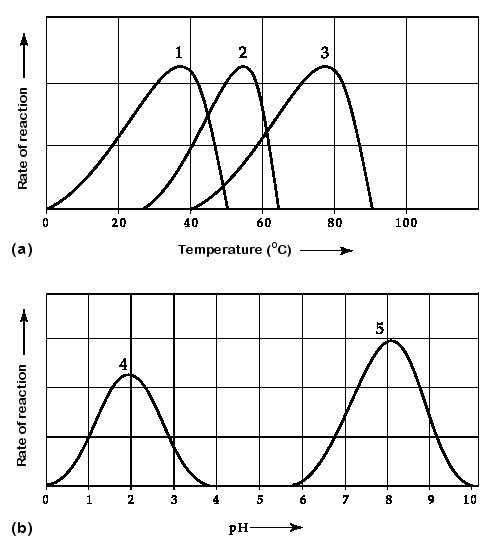 1 2 3
Rate of reaction
0 20 40 60 80 100
(a) Temperature (°C)
5
4
Rate of reaction
0 1 2 3 4 5 6 7 8 9 10
(b) pH